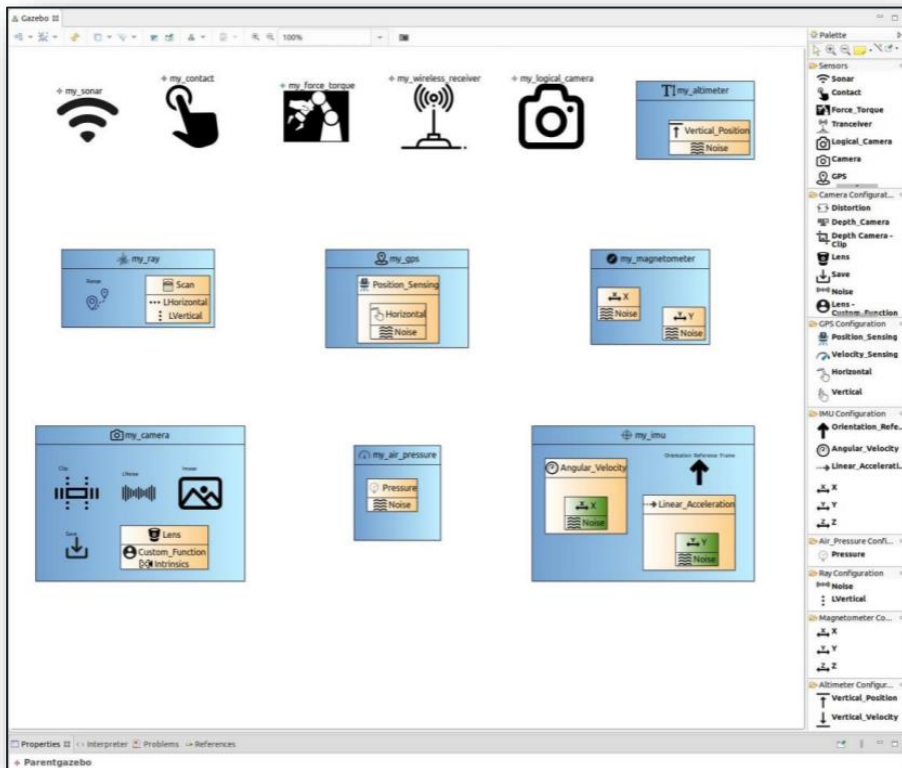 Gazebo
100%
my_sonar
my_contact
my_force_torque
my_wireless_receiver
my_logical_camera
my_altimeter
Vertical_Position
Noise
my_ray
Range
Scan
LHorizontal
LVertical
my_gps
Position_Sensing
Horizontal
Noise
my_magnetometer
X
Noise
Y
Noise
my_camera
Clip
LNoise
Image
Save
Lens
Custom_Function
Intrinsics
my_air_pressure
Pressure
Noise
my_imu
Angular_Velocity
X
Noise
Orientation Reference Frame
Linear_Acceleration
Y
Noise
Palette
Sensors
Sonar
Contact
Force_Torque
Tranceiver
Logical_Camera
Camera
GPS
Camera Configurat...
Distortion
Depth_Camera
Depth Camera -
Clip
Lens
Save
Noise
Lens -
Custom_Function
GPS Configuration
Position_Sensing
Velocity_Sensing
Horizontal
Vertical
IMU Configuration
Orientation_Refe..
Angular_Velocity
Linear_Accelerati..
X
Y
Z
Air_Pressure Confi...
Pressure
Ray Configuration
Noise
LVertical
Magnetometer Co...
X
Y
Z
Altimeter Configur...
Vertical_Position
Vertical_Velocity
Properties Interpreter Problems References
Parentgazebo